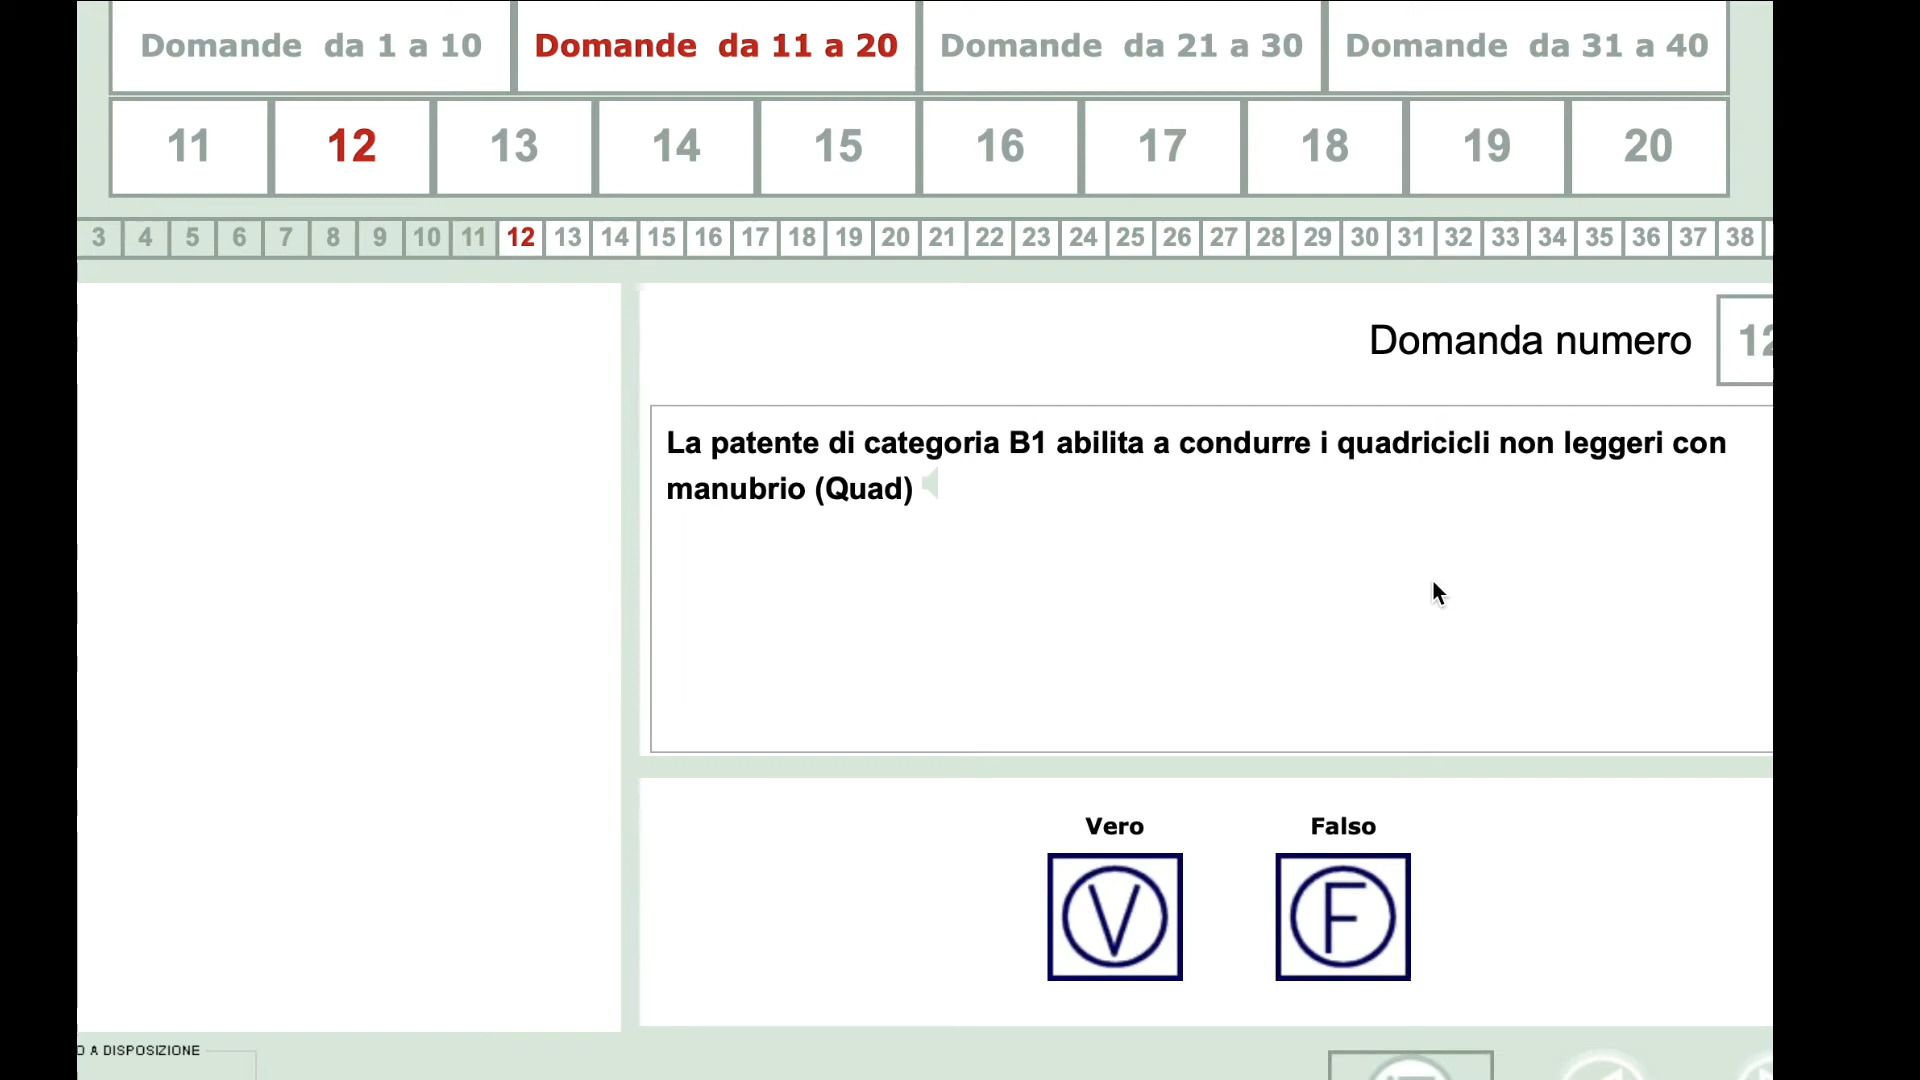 Domande da 1 a 10 Domande da 11 a 20 Domande da 21 a 30 Domande da 31 a 40
11 12 13 14 15 16 17 18 19 20
3 4 5 6 7 8 9 10 11 12 13 14 15 16 17 18 19 20 21 22 23 24 25 26 27 28 29 30 31 32 33 34 35 36 37 38
Domanda numero 12
La patente di categoria B1 abilita a condurre i quadricicli non leggeri con
manubrio (Quad)
Vero Falso
V F
O A DISPOSIZIONE